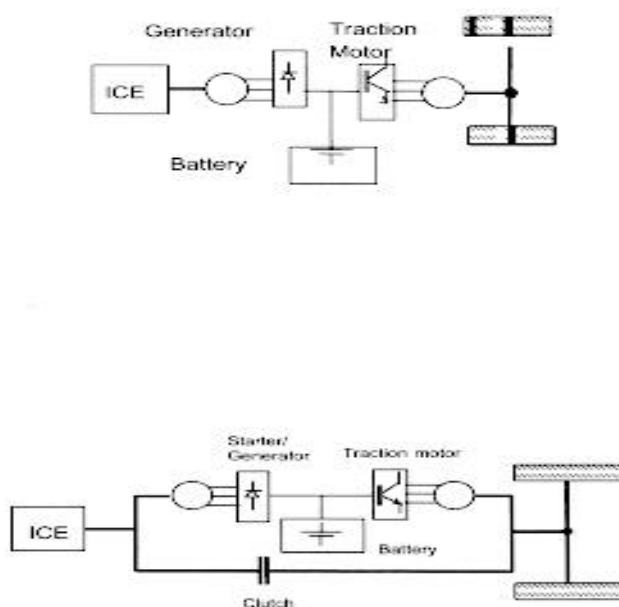 Generator
Traction
Motor
ICE
Battery
Starter/
Generator
Traction motor
ICE
Battery
Clutch